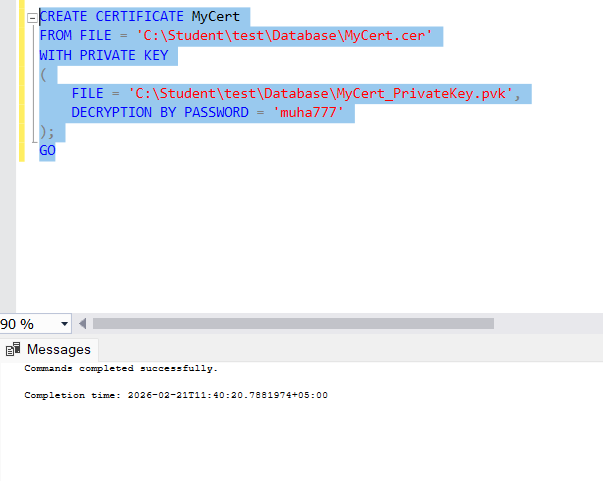 CREATE CERTIFICATE MyCert
FROM FILE = 'C:\Student\test\Database\MyCert.cer'
WITH PRIVATE KEY
(
FILE = 'C:\Student\test\Database\MyCert_PrivateKey.pvk',
DECRYPTION BY PASSWORD = 'muha777'
);
GO
90 %
Messages
Commands completed successfully.
Completion time: 2026-02-21T11:40:20.7881974+05:00